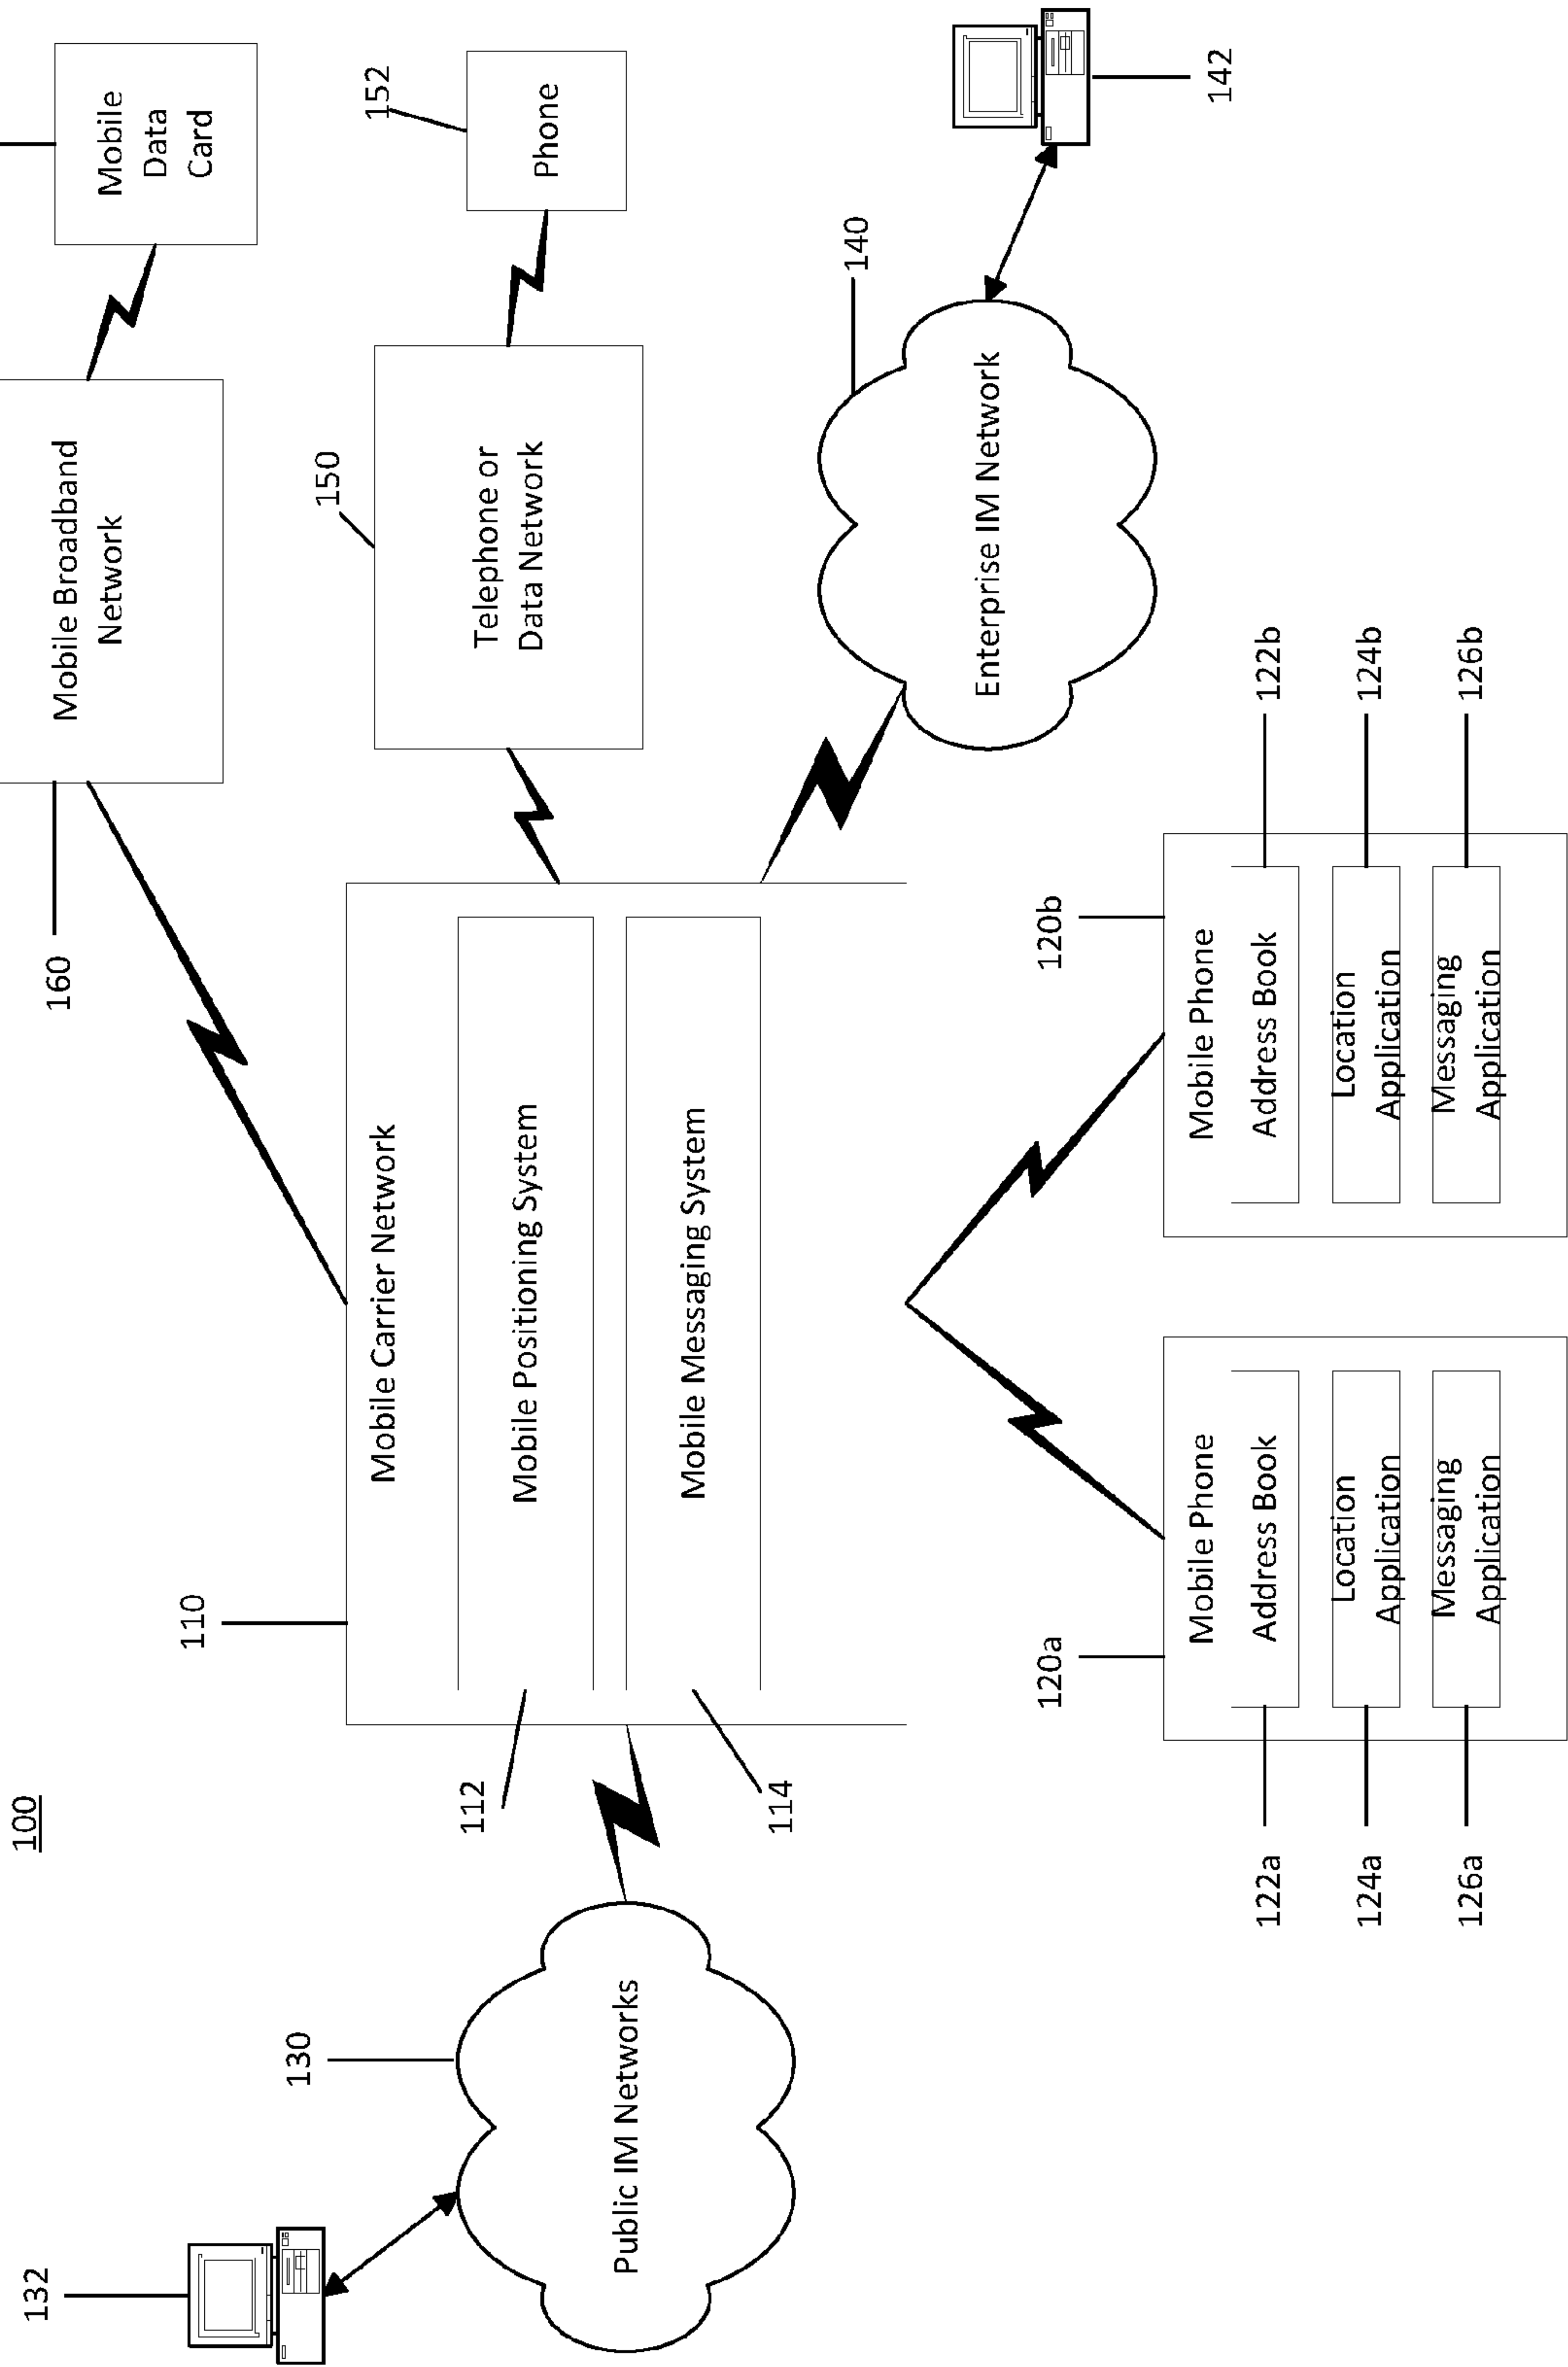 100
132
130
Public IM Networks
110
112
114
Mobile Carrier Network
Mobile Positioning System
Mobile Messaging System
160
Mobile Broadband
Network
Mobile
Data
Card
150
Telephone or
Data Network
152
Phone
140
Enterprise IM Network
142
120a
Mobile Phone
Address Book
Location
Application
Messaging
Application
122a
124a
126a
120b
Mobile Phone
Address Book
Location
Application
Messaging
Application
122b
124b
126b